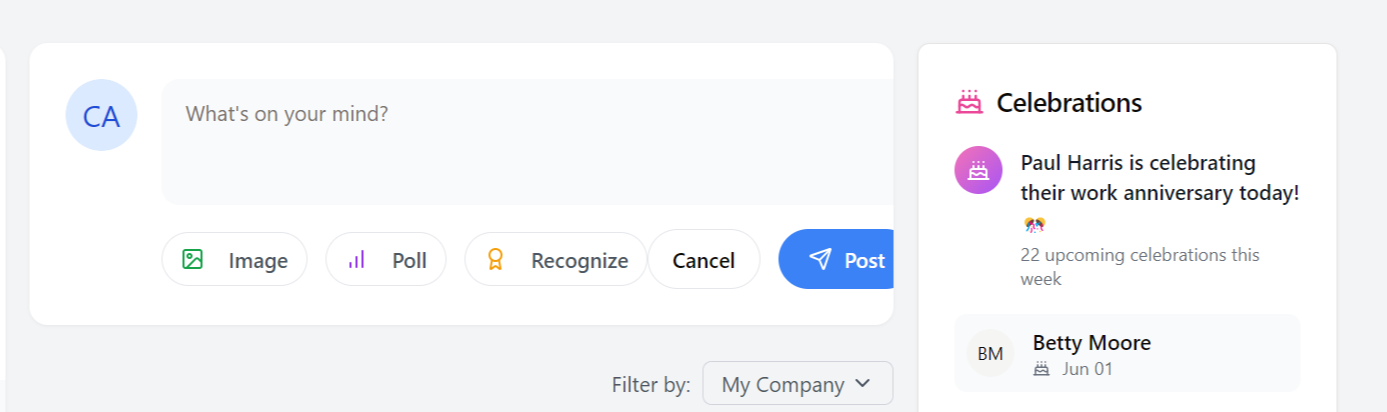 CA
What's on your mind?
Image
Poll
Recognize
Cancel
Post
Filter by:
My Company
Celebrations
Paul Harris is celebrating
their work anniversary today!
🎊
22 upcoming celebrations this
week
BM
Betty Moore
Jun 01